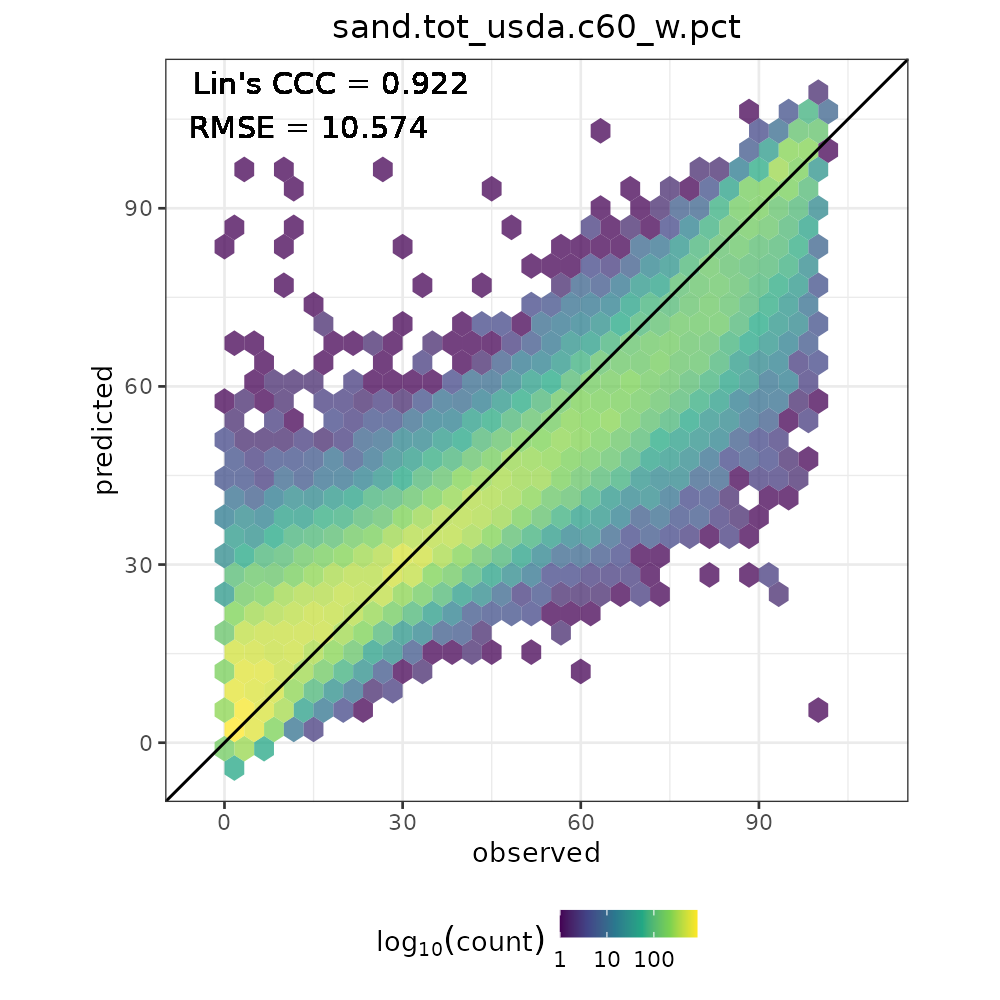 sand.tot_usda.c60_w.pct
Lin's CCC = 0.922
RMSE = 10.574
90
60
30
0
predicted
0 30 60 90
observed
log10(count)
1 10 100